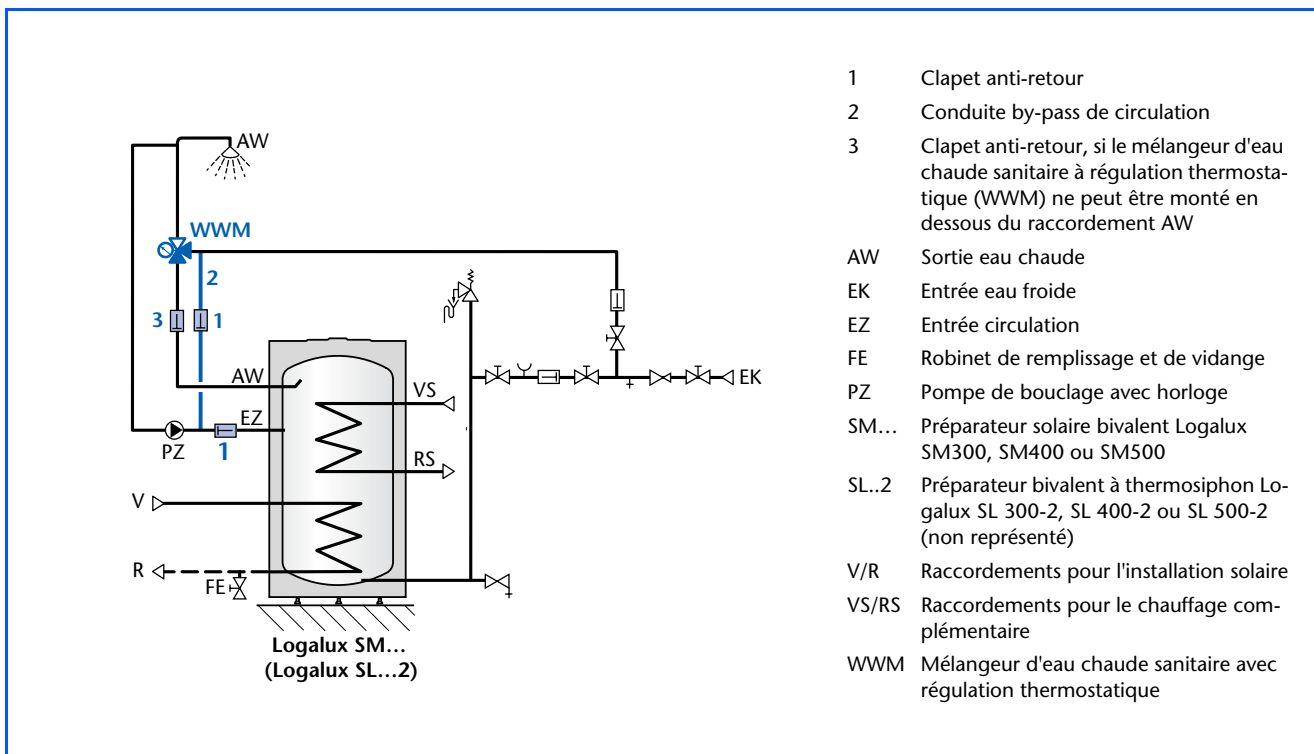 AW
WWM
2
3
1
AW
VS
EZ
PZ
1
RS
EK
V
R
FE
Logalux SM…
(Logalux SL…2)
1 Clapet anti-retour
2 Conduite by-pass de circulation
3 Clapet anti-retour, si le mélangeur d'eau
chaude sanitaire à régulation thermosta-
tique (WWM) ne peut être monté en
dessous du raccordement AW
AW Sortie eau chaude
EK Entrée eau froide
EZ Entrée circulation
FE Robinet de remplissage et de vidange
PZ Pompe de bouclage avec horloge
SM… Préparateur solaire bivalent Logalux
SM300, SM400 ou SM500
SL..2 Préparateur bivalent à thermosiphon Lo-
galux SL 300-2, SL 400-2 ou SL 500-2
(non représenté)
V/R Raccordements pour l'installation solaire
VS/RS Raccordements pour le chauffage com-
plémentaire
WWM Mélangeur d'eau chaude sanitaire avec
régulation thermostatique